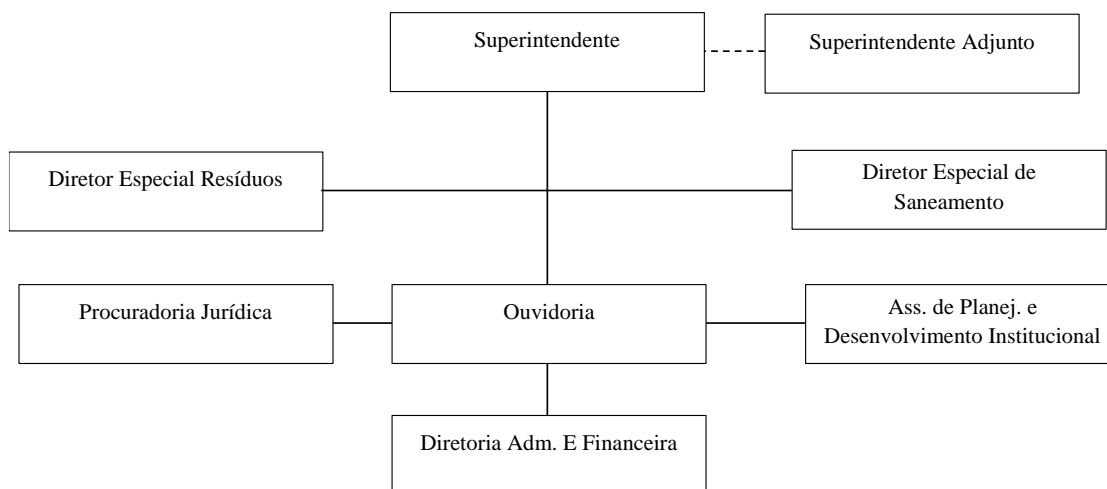 Superintendente
Superintendente Adjunto
Diretor Especial Resíduos
Diretor Especial de
Saneamento
Procuradoria Jurídica
Ouvidoria
Ass. de Planej. e
Desenvolvimento Institucional
Diretoria Adm. E Financeira